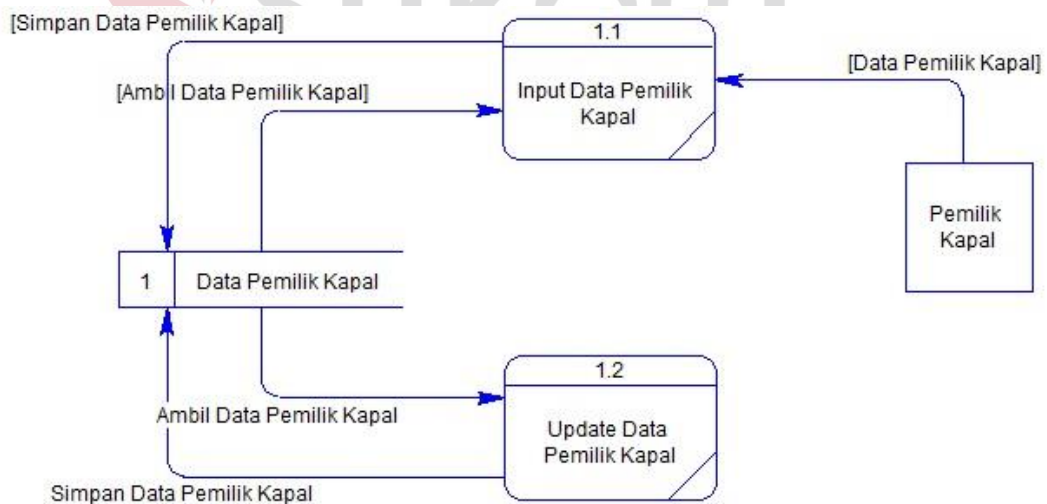 [Simpan Data Pemilik Kapal]
1.1
[Data Pemilik Kapal]
[Ambil Data Pemilik Kapal]
Input Data Pemilik
Kapal
Pemilik
Kapal
1
Data Pemilik Kapal
1.2
Ambil Data Pemilik Kapal
Update Data
Pemilik Kapal
Simpan Data Pemilik Kapal